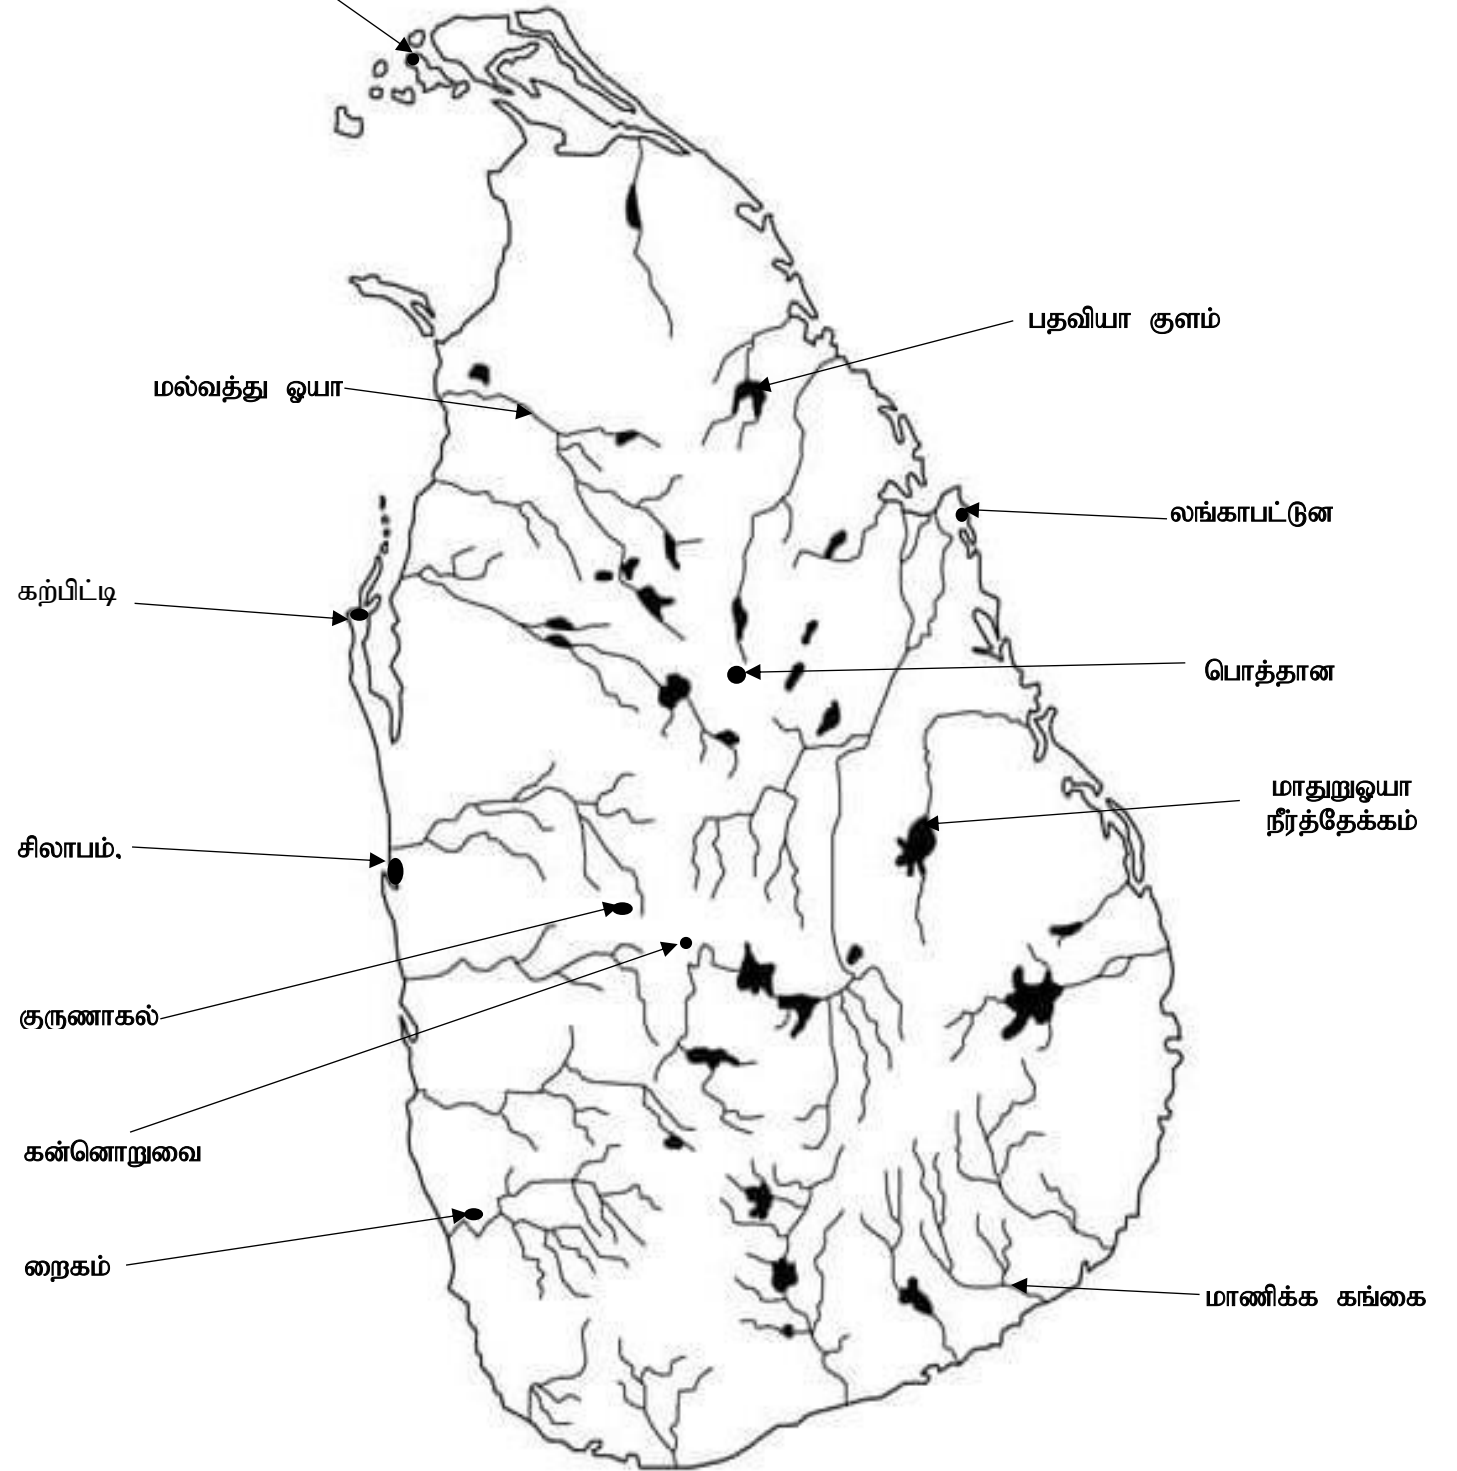 பதவியா குளம்
மல்வத்து ஓயா
லங்காபட்டுன
கற்பிட்டி
பொத்தான
மாதுறுஓயா
நீர்த்தேக்கம்
சிலாபம்.
குருணாகல்
கன்னொறுவை
றைகம்
மாணிக்க கங்கை